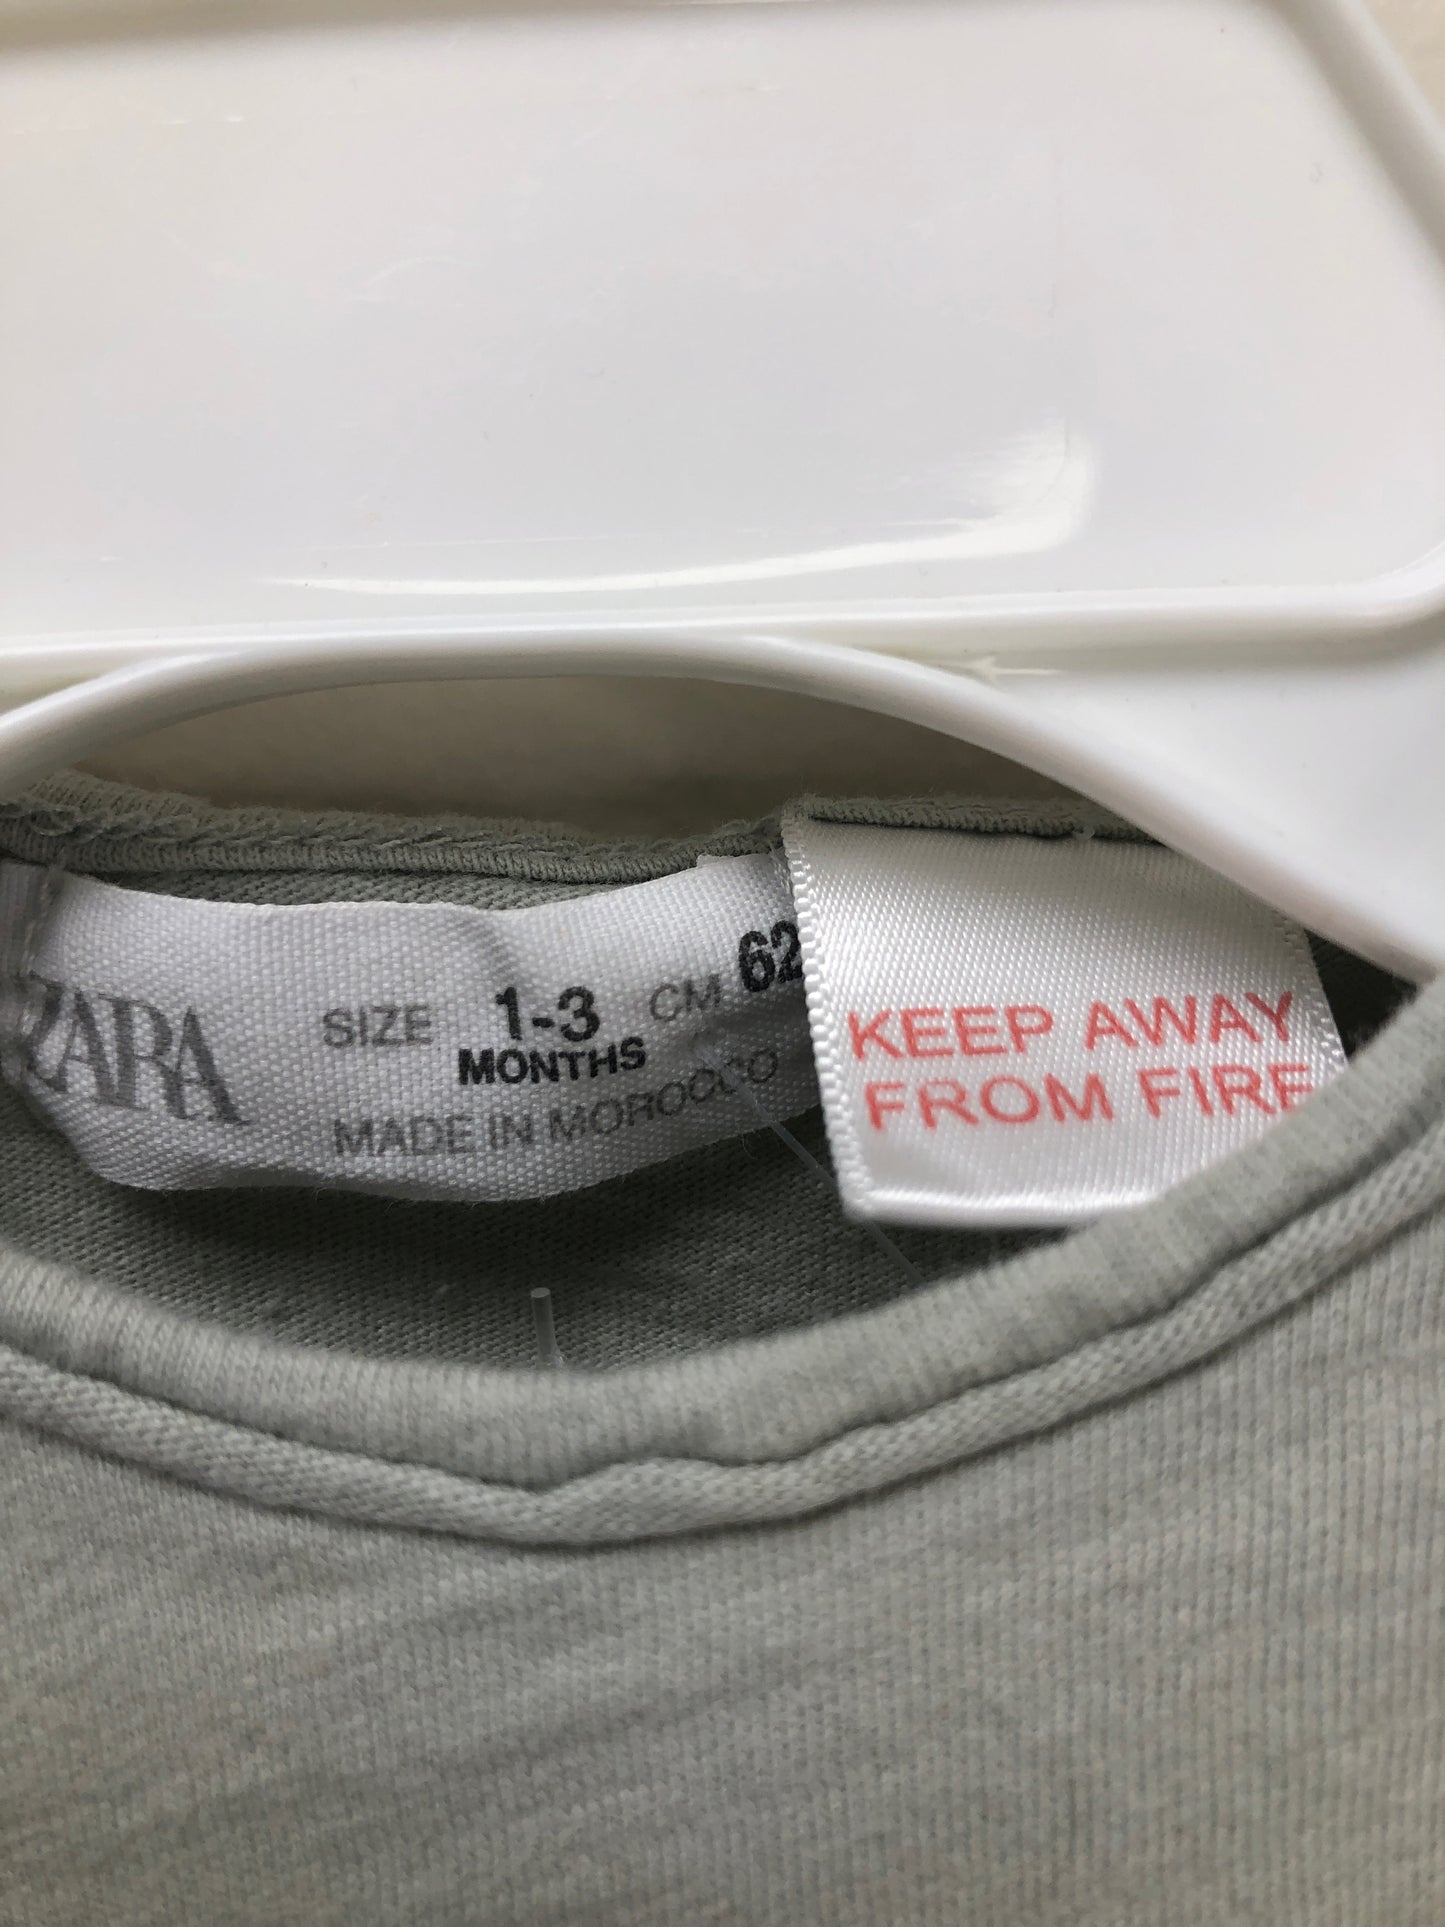 ZARA
SIZE 1-3 MONTHS CM 62
MADE IN MOROCCO
KEEP AWAY
FROM FIRE